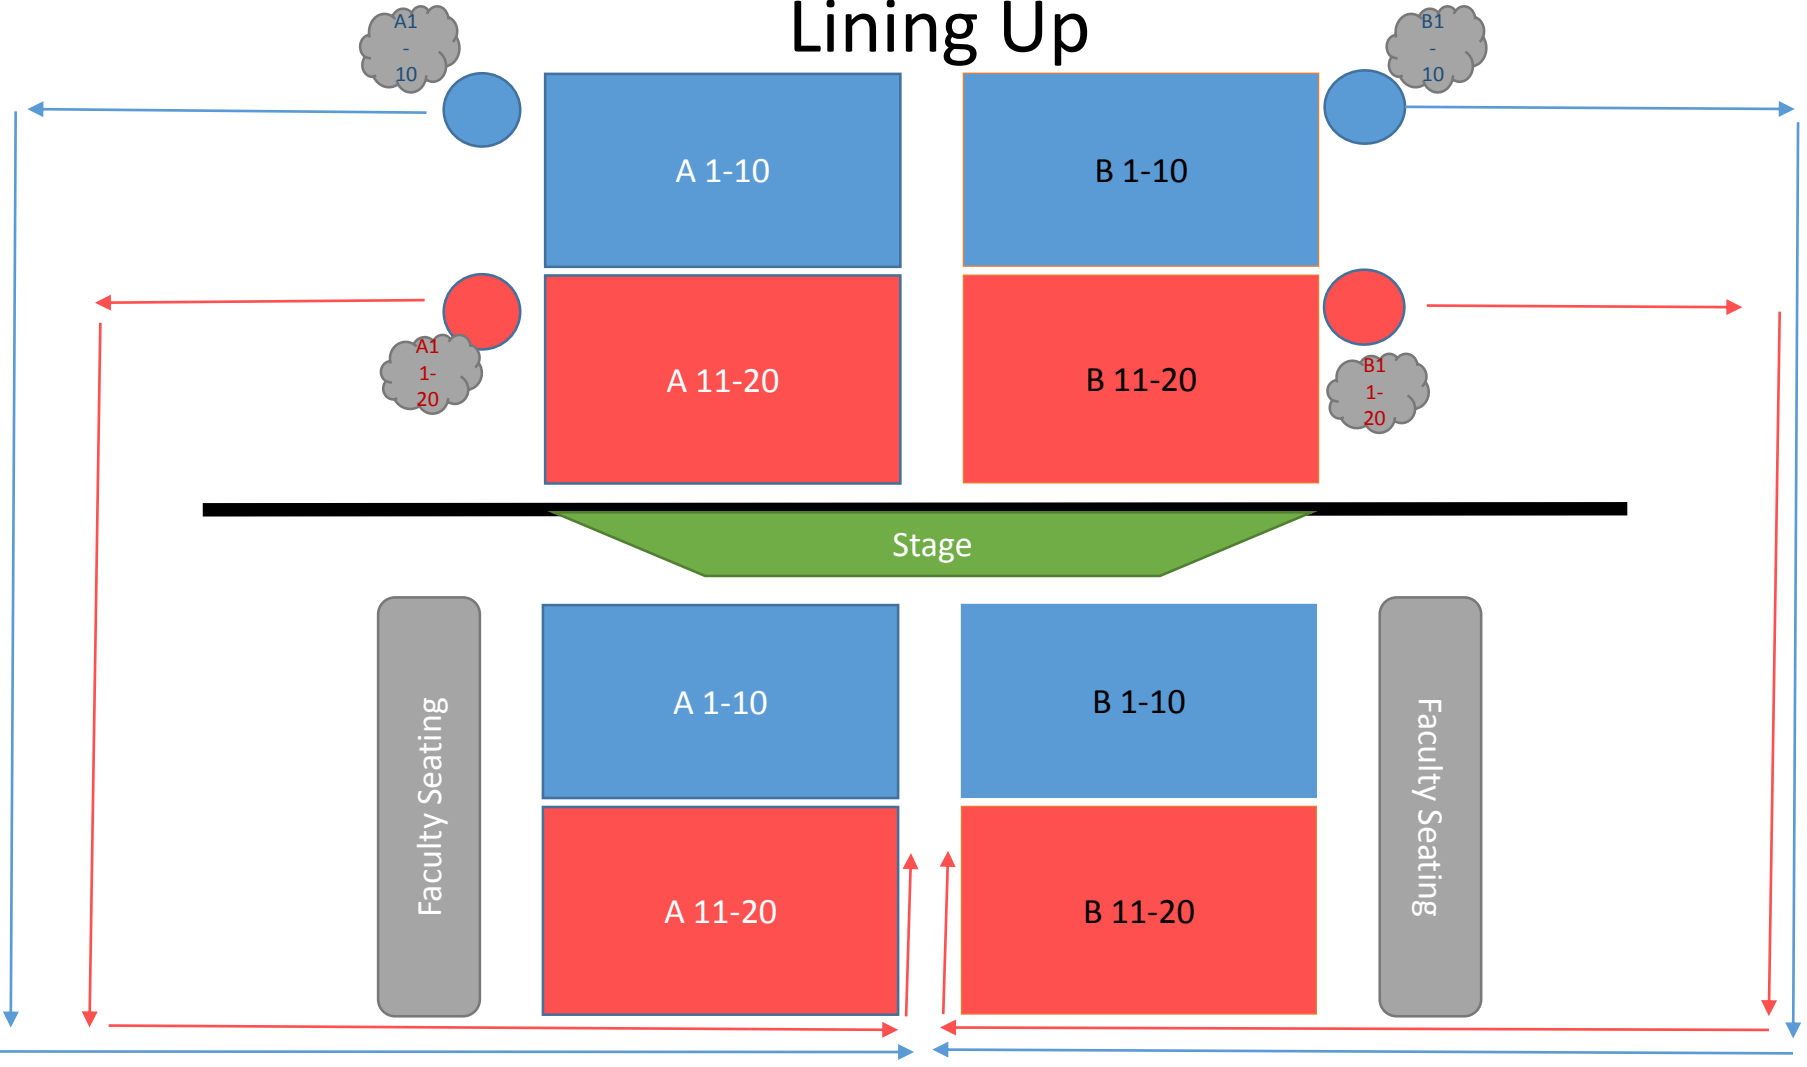 Lining Up
A1
-
10
B1
-
10
A 1-10
B 1-10
A1
1-
20
A 11-20
B 11-20
B1
1-
20
Stage
Faculty Seating
A 1-10
B 1-10
Faculty Seating
A 11-20
B 11-20